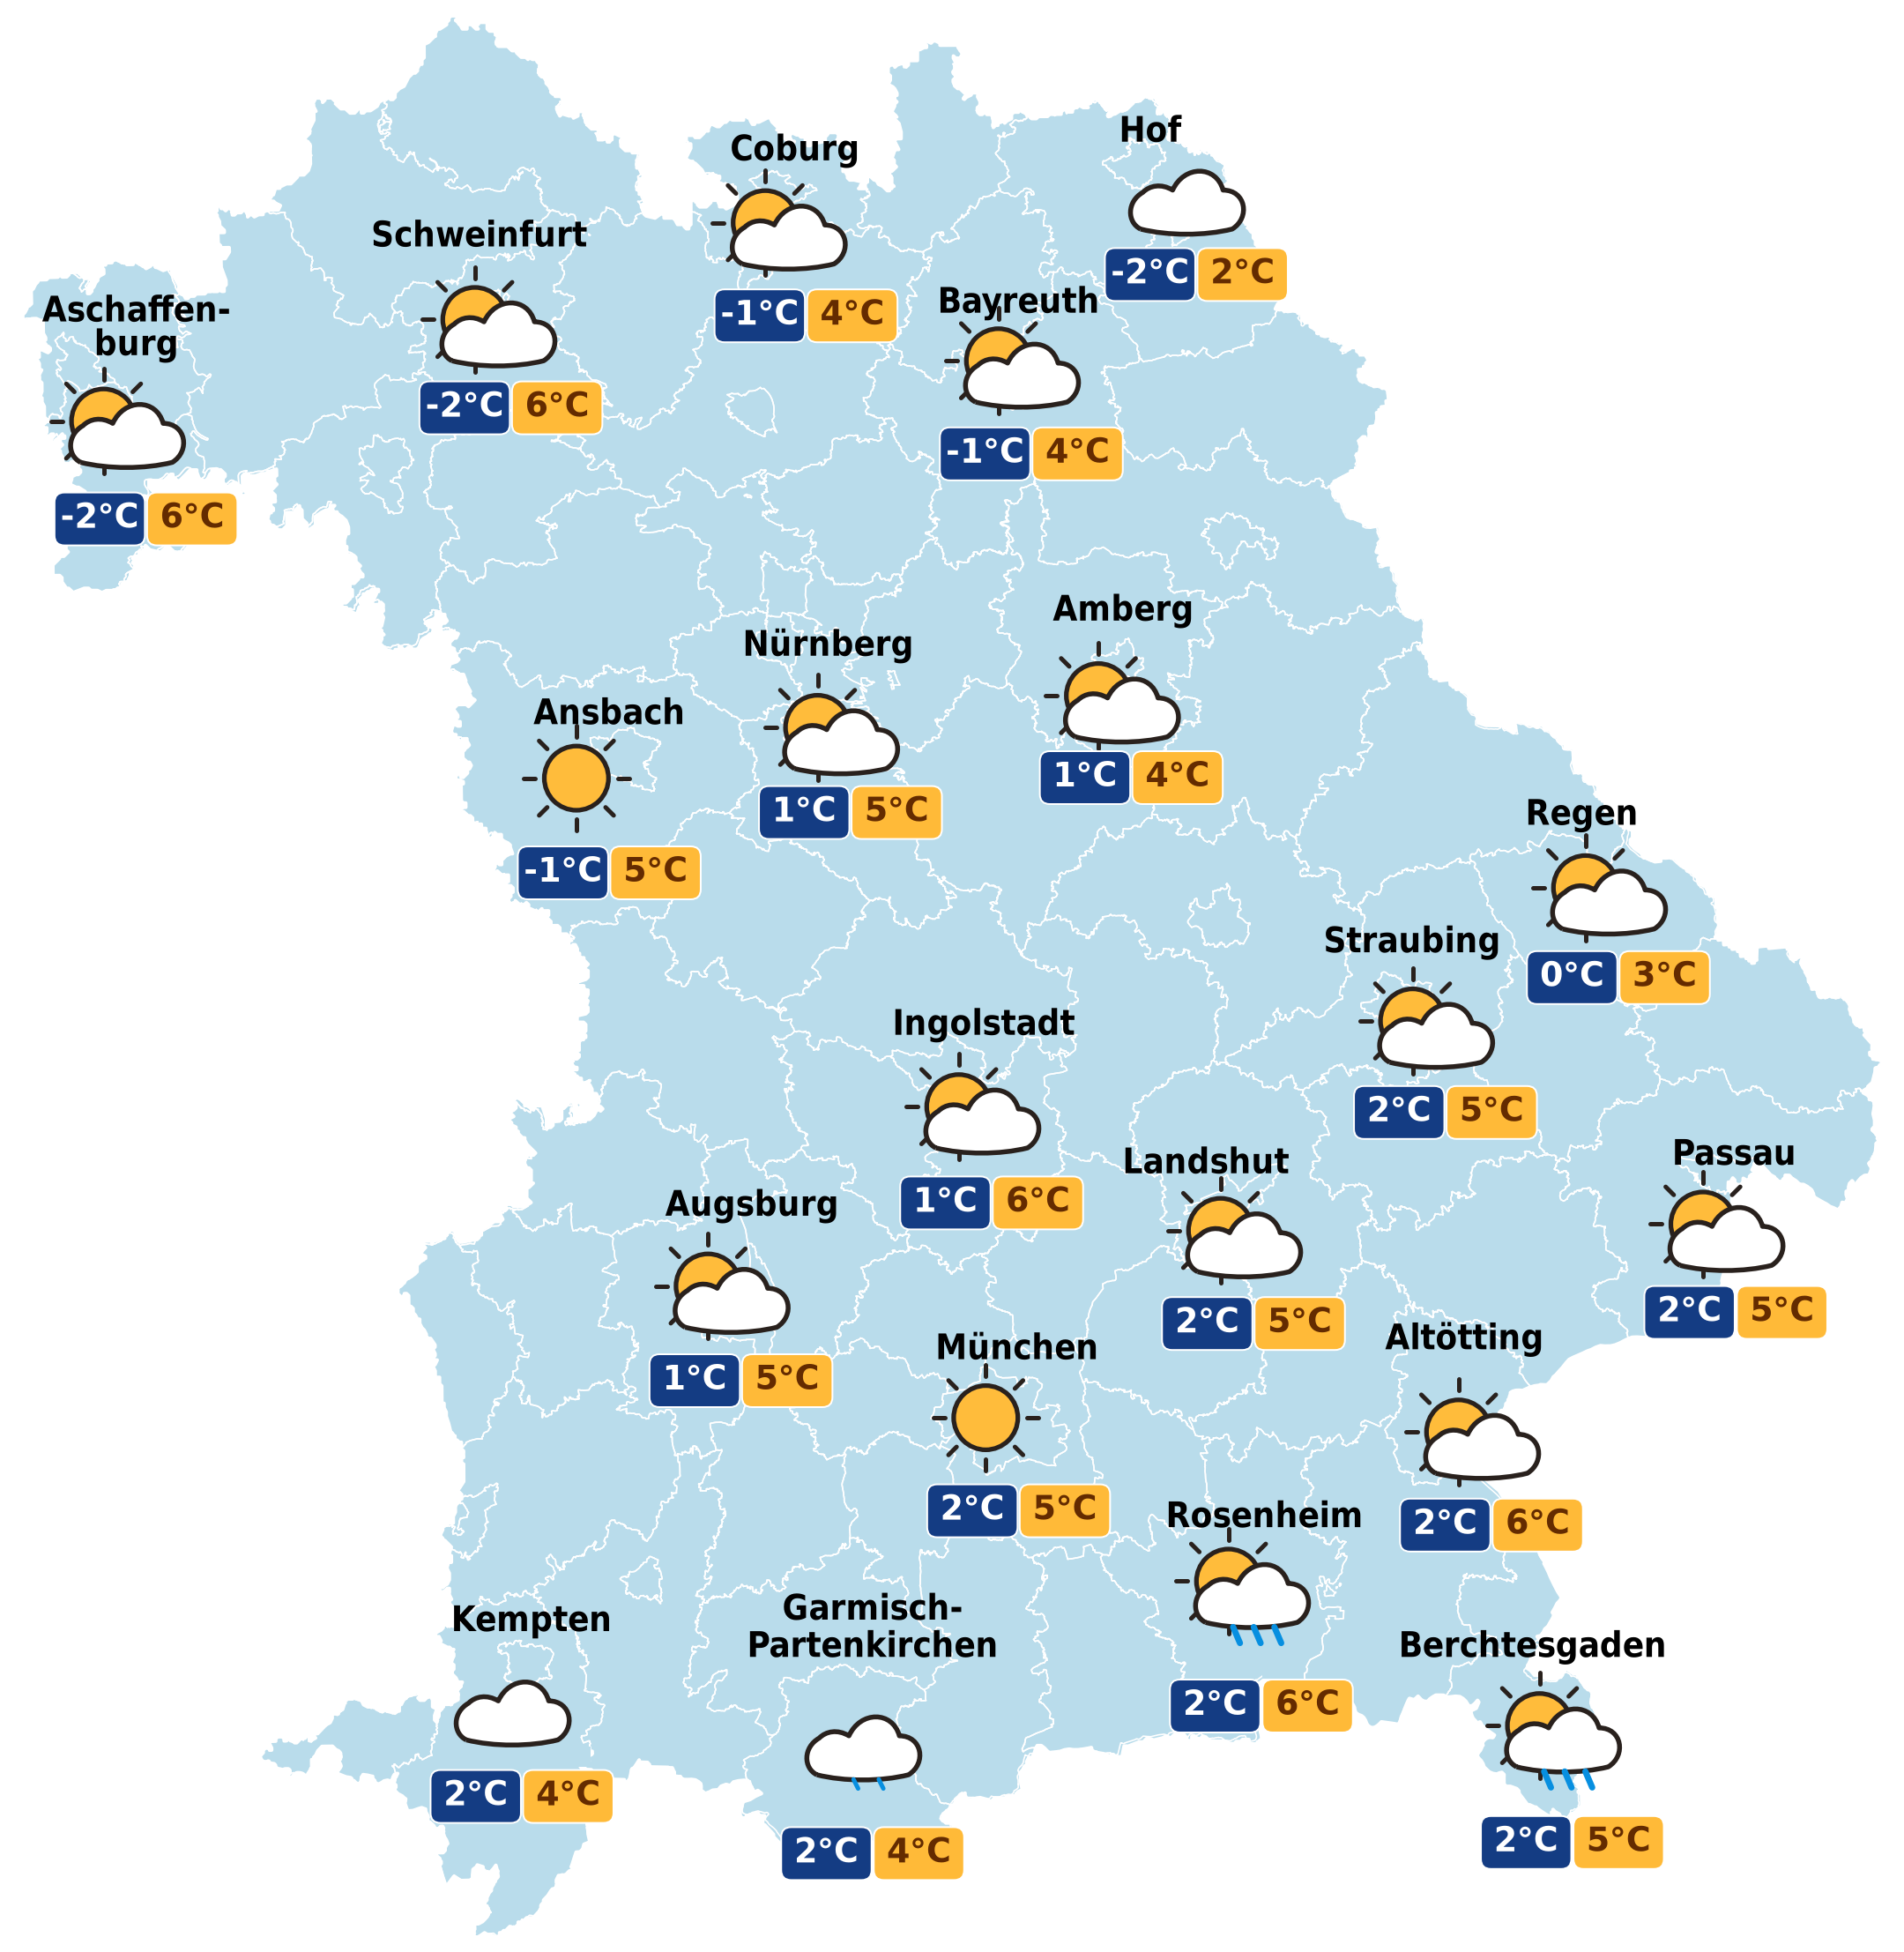 Hof
-2°C 2°C
Coburg
-1°C 4°C
Schweinfurt
-2°C 6°C
Bayreuth
-1°C 4°C
Aschaffen-
burg
-2°C 6°C
Amberg
1°C 4°C
Nürnberg
1°C 5°C
Ansbach
-1°C 5°C
Regen
0°C 3°C
Straubing
2°C 5°C
Ingolstadt
1°C 6°C
Passau
2°C 5°C
Landshut
2°C 5°C
Augsburg
1°C 5°C
Altötting
2°C 6°C
München
2°C 5°C
Rosenheim
2°C 6°C
Garmisch-
Partenkirchen
2°C 4°C
Kempten
2°C 4°C
Berchtesgaden
2°C 5°C